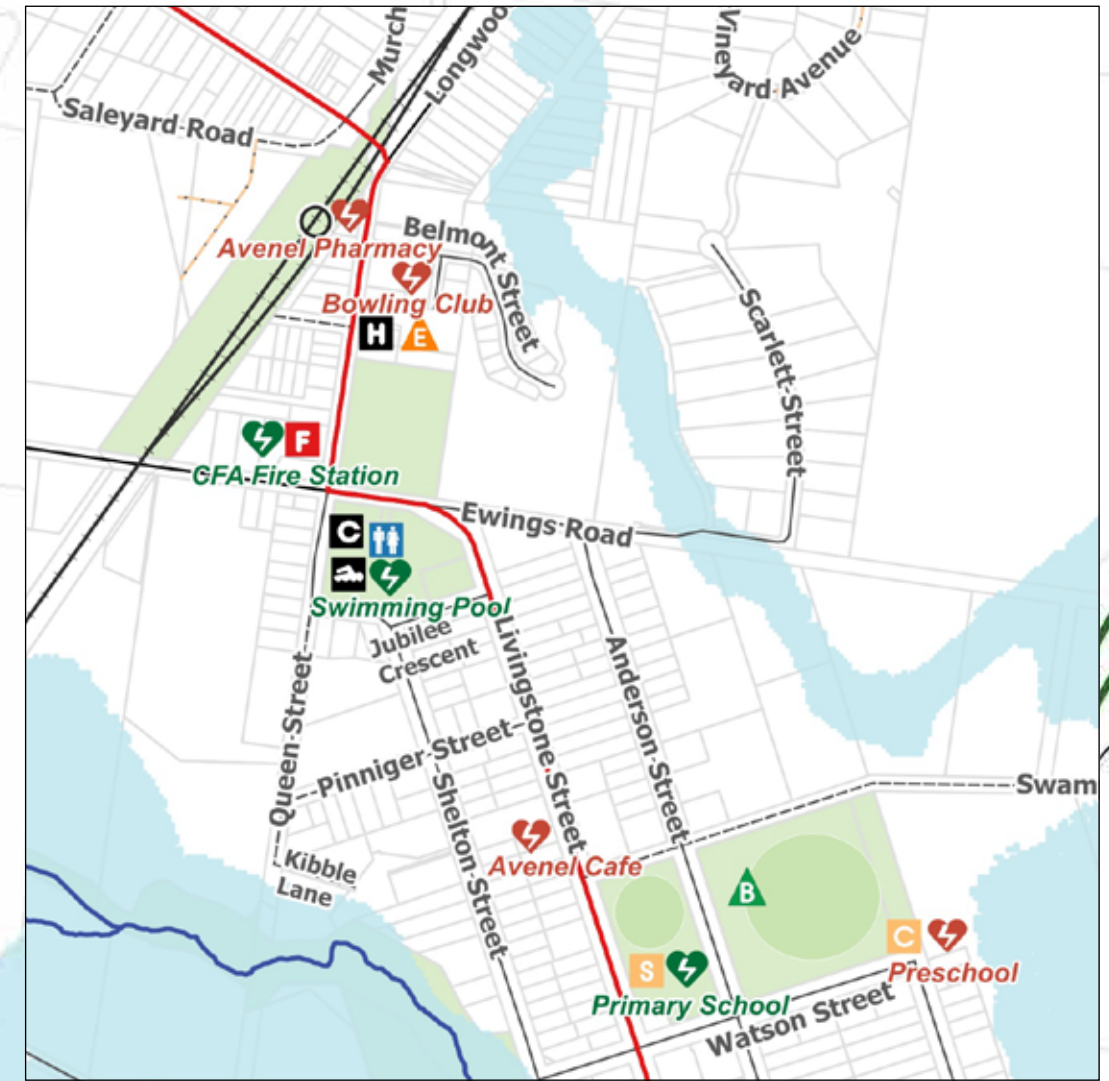 Murch
Longwoo
Vineyard Avenue
Saleyard Road
Avenel Pharmacy
Belmont Street
Bowling Club
H
E
Scarlett Street
F
CFA Fire Station
Ewings Road
C
Swimming Pool
Jubilee
Crescent
Livingstone Street
Anderson Street
Queen Street
Pinniger Street
Shelton Street
Swam
Avenel Cafe
Kibble
Lane
B
C
Preschool
S
Primary School
Watson Street